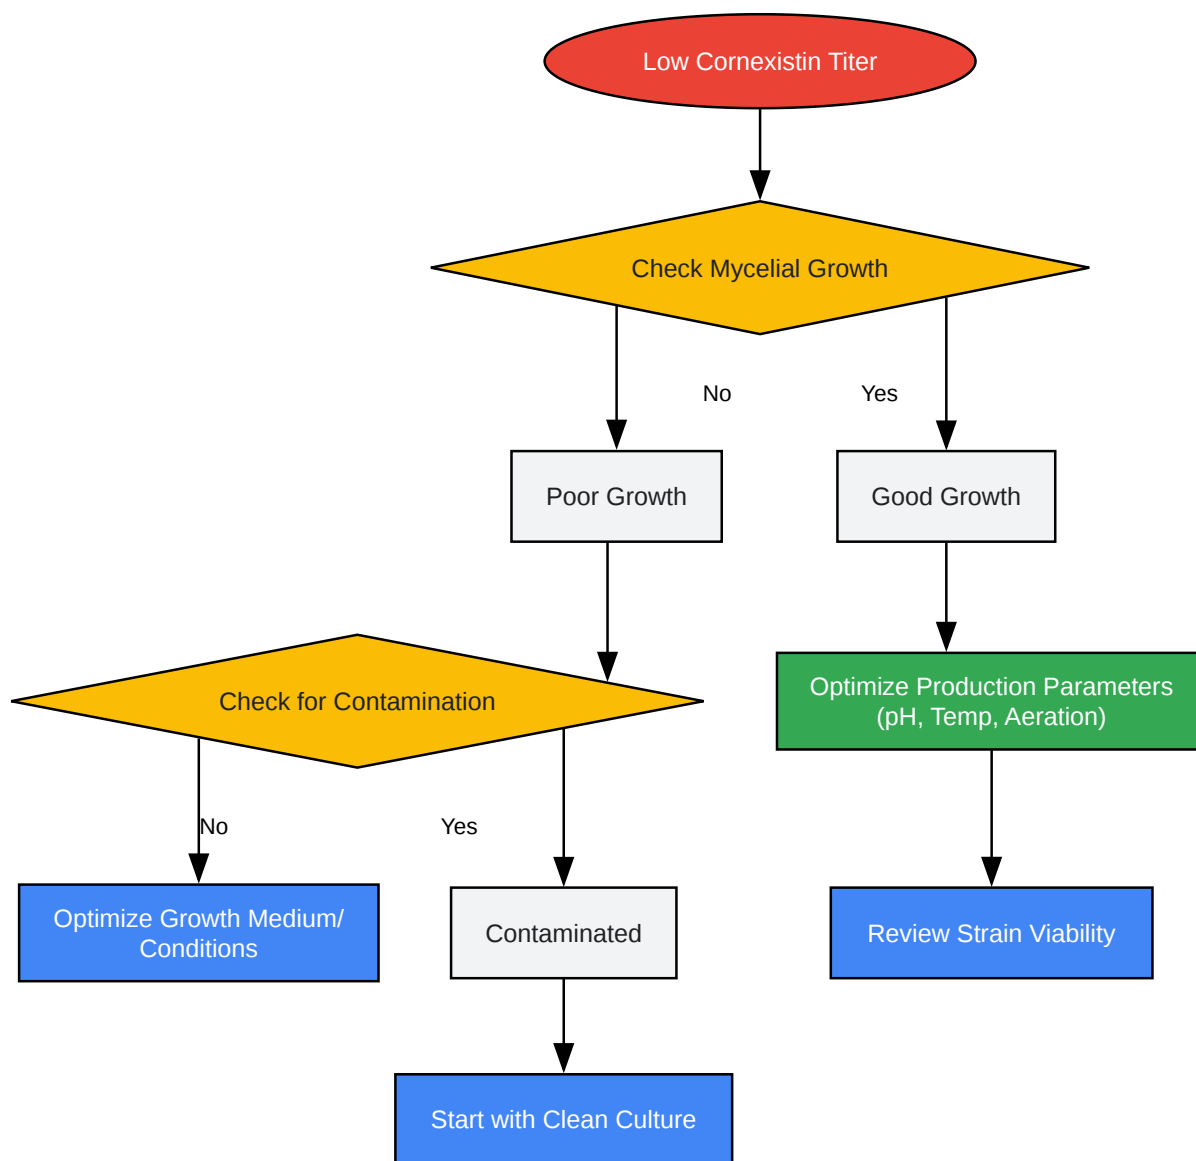 Low Cornexistin Titer
Check Mycelial Growth
No
Yes
Poor Growth
Good Growth
Check for Contamination
Optimize Production Parameters
(pH, Temp, Aeration)
No
Yes
Optimize Growth Medium/
Conditions
Contaminated
Review Strain Viability
Start with Clean Culture